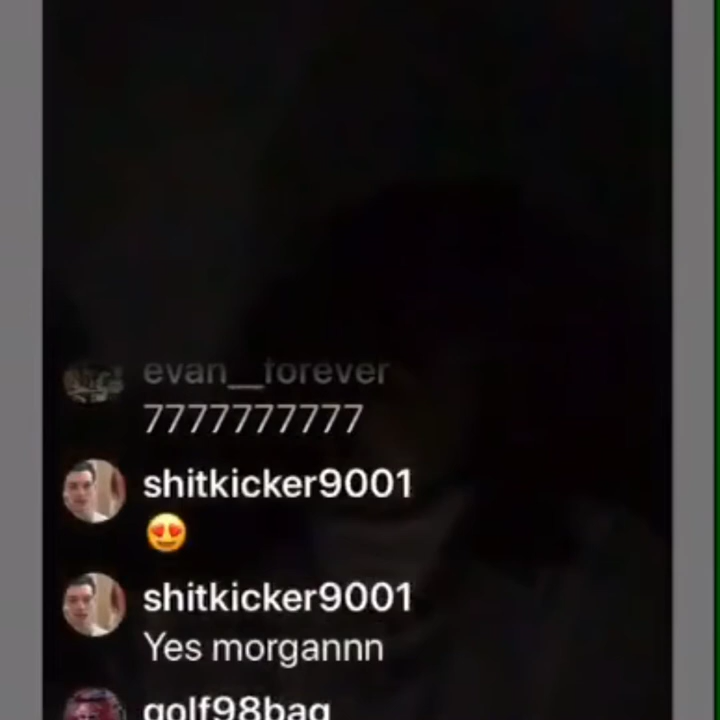 evan__forever
7777777777
shitkicker9001
😍
shitkicker9001
Yes morgannn
golf98bag